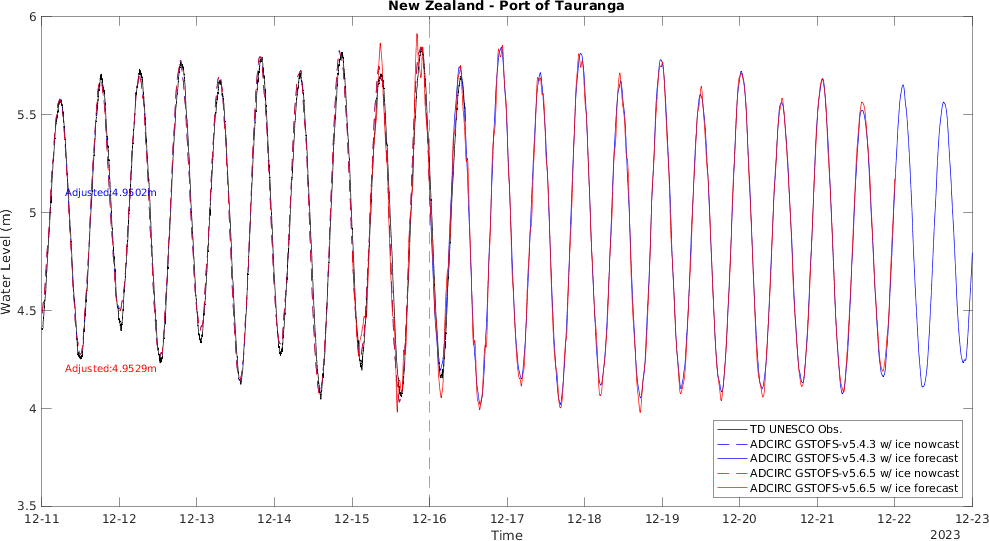 New Zealand - Port of Tauranga
6
5.5
5
4.5
4
3.5
Water Level (m)
Adjusted:4.9502m
Adjusted:4.9529m
TD UNESCO Obs.
ADCIRC GSTOFS-v5.4.3 w/ ice nowcast
ADCIRC GSTOFS-v5.4.3 w/ ice forecast
ADCIRC GSTOFS-v5.6.5 w/ ice nowcast
ADCIRC GSTOFS-v5.6.5 w/ ice forecast
12-11 12-12 12-13 12-14 12-15 12-16 12-17 12-18 12-19 12-20 12-21 12-22 12-23
Time
2023